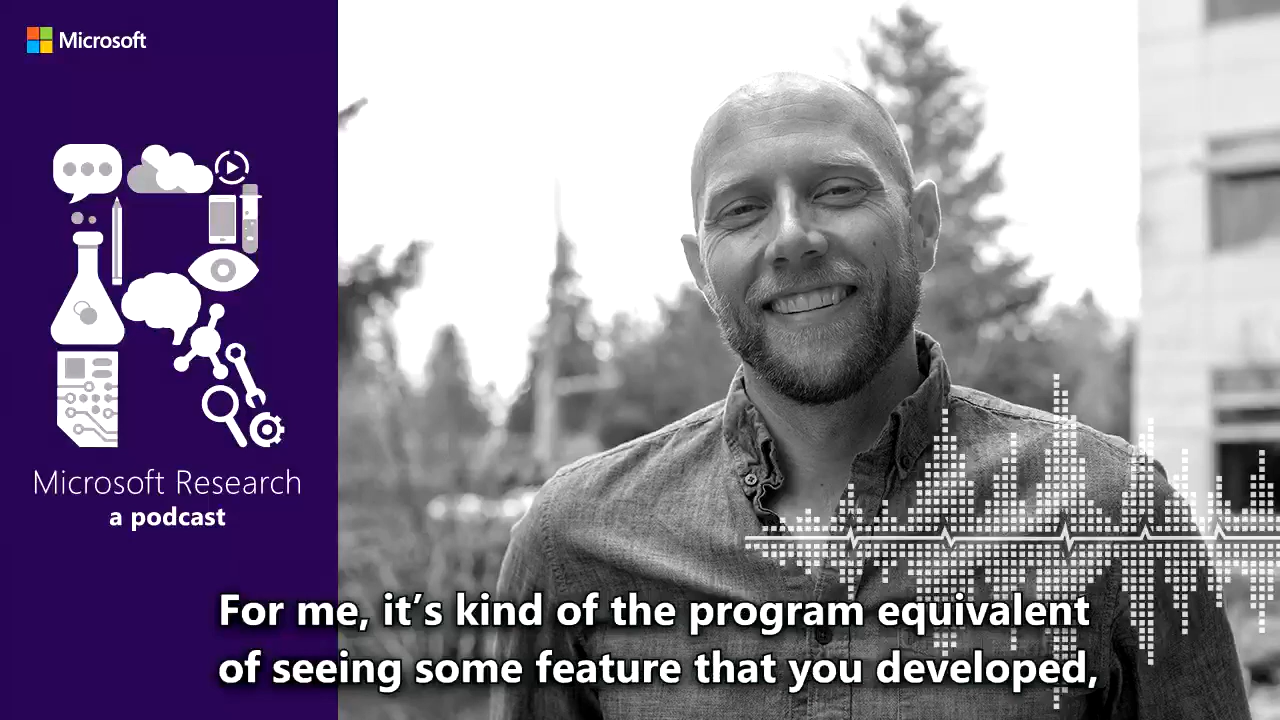 Microsoft
Microsoft Research
a podcast
For me, it’s kind of the program equivalent
of seeing some feature that you developed,